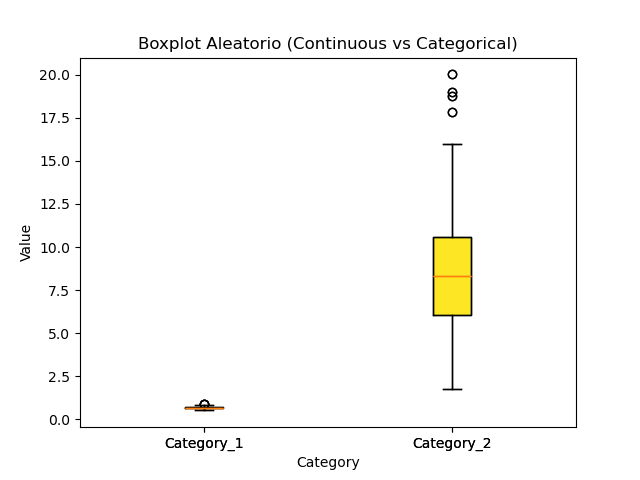 Boxplot Aleatorio (Continuous vs Categorical)
20.0
17.5
15.0
12.5
10.0
7.5
5.0
2.5
0.0
Value
Category_1
Category_2
Category